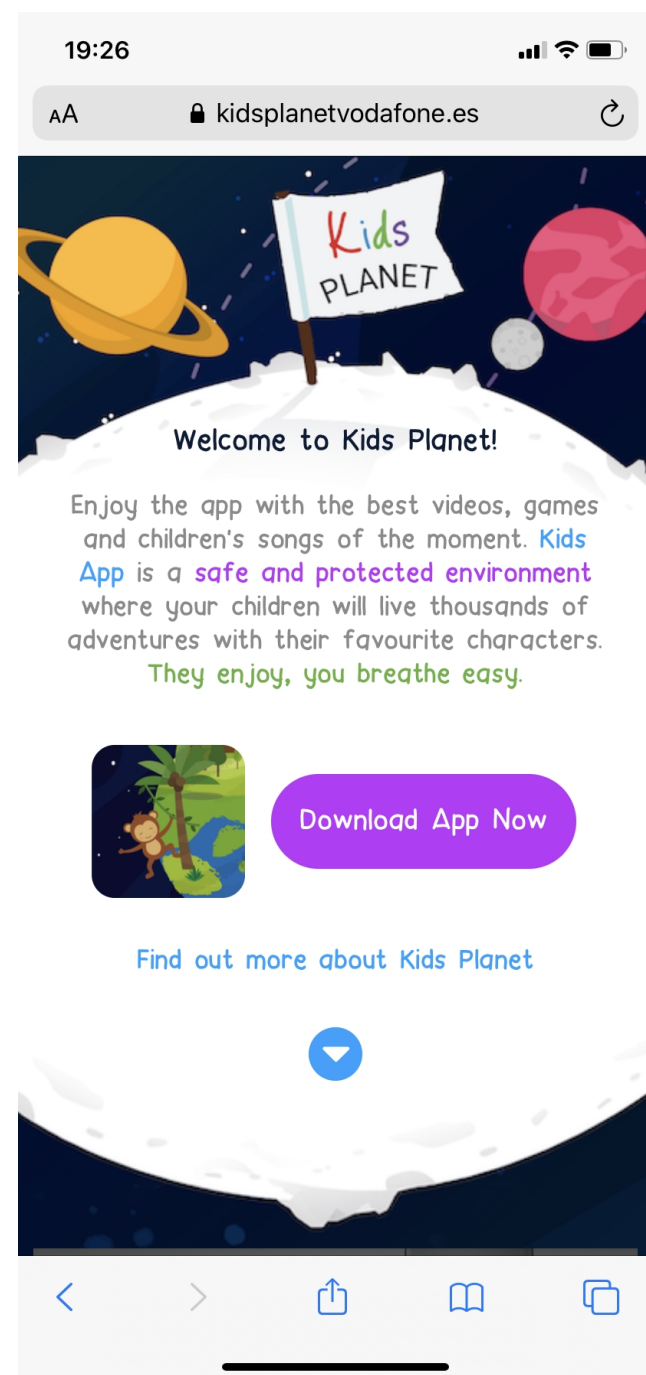 19:26
AA kidsplanetvodafone.es
Kids
PLANET
Welcome to Kids Planet!
Enjoy the app with the best videos, games
and children's songs of the moment. Kids
App is a safe and protected environment
where your children will live thousands of
adventures with their favourite characters.
They enjoy, you breathe easy.
Download App Now
Find out more about Kids Planet